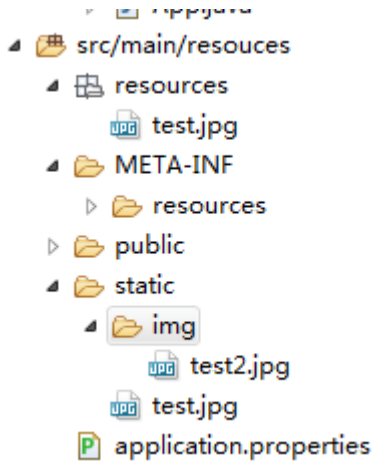 src/main/resouces
resources
test.jpg
META-INF
resources
public
static
img
test2.jpg
test.jpg
application.properties